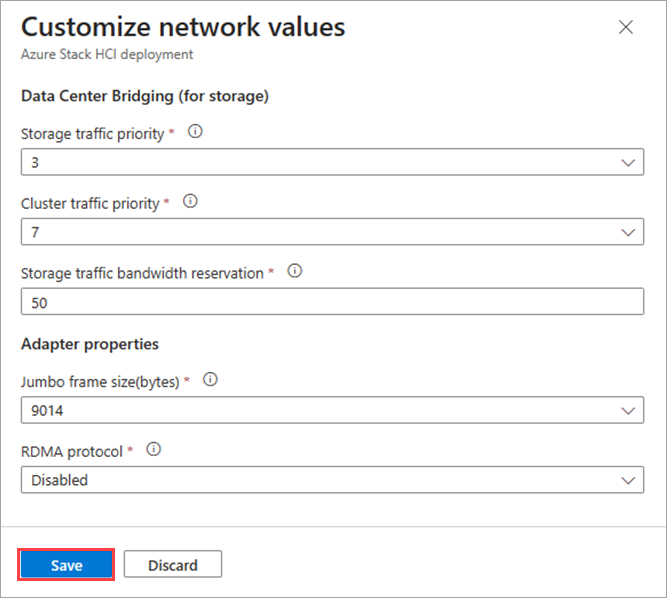 Customize network values
Azure Stack HCI deployment
Data Center Bridging (for storage)
Storage traffic priority *
3
Cluster traffic priority *
7
Storage traffic bandwidth reservation *
50
Adapter properties
Jumbo frame size(bytes) *
9014
RDMA protocol *
Disabled
Save Discard